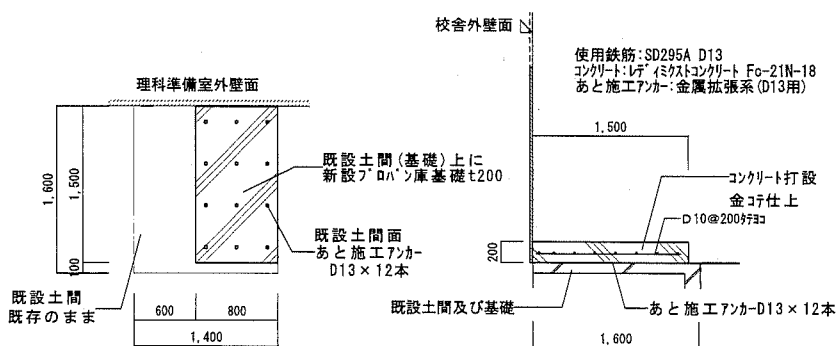 理科準備室外壁面
1,600
1,500
100
既設土間(基礎)上に
新設プロパン庫基礎t200
既設土間面
あと施工アンカー
D13×12本
既設土間
既存のまま
600
800
1,400
校舎外壁面
使用鉄筋:SD295A D13
コンクリート:レディミクストコンクリート Fc-21N-18
あと施工アンカー:金属拡張系(D13用)
1,500
コンクリート打設
金コテ仕上
D10@200タテヨコ
200
既設土間及び基礎
あと施工アンカーD13×12本
1,600